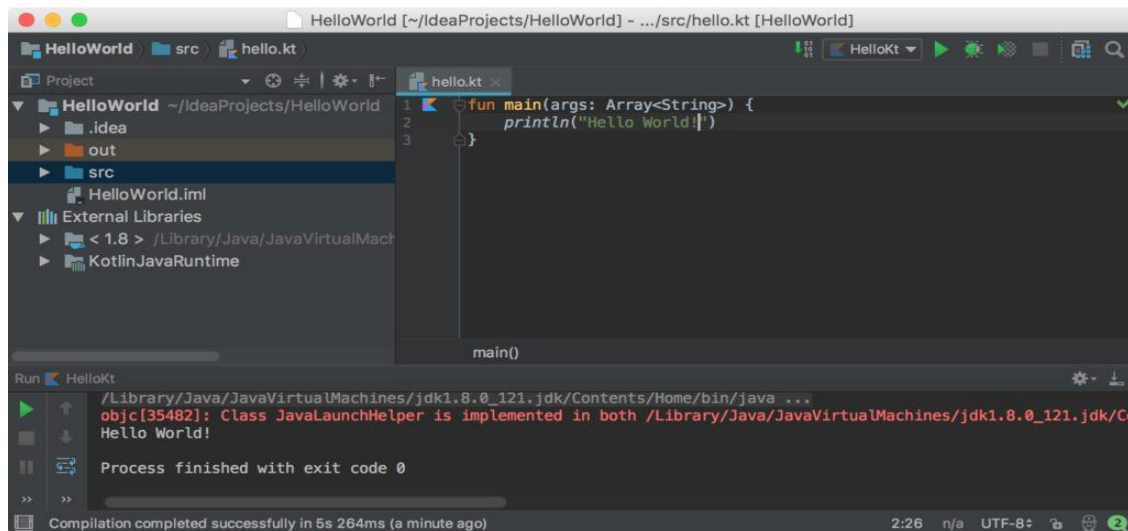 HelloWorld [~/IdeaProjects/HelloWorld] - .../src/hello.kt [HelloWorld]
HelloWorld src hello.kt HelloKt
Project
hello.kt
HelloWorld ~/IdeaProjects/HelloWorld
.idea
out
src
HelloWorld.iml
External Libraries
< 1.8 > /Library/Java/JavaVirtualMach
KotlinJavaRuntime
1 fun main(args: Array<String>) {
2 println("Hello World!")
3 }
main()
Run HelloKt
/Library/Java/JavaVirtualMachines/jdk1.8.0_121.jdk/Contents/Home/bin/java ...
objc[35482]: Class JavaLaunchHelper is implemented in both /Library/Java/JavaVirtualMachines/jdk1.8.0_121.jdk/C
Hello World!
Process finished with exit code 0
Compilation completed successfully in 5s 264ms (a minute ago) 2:26 n/a UTF-8 2